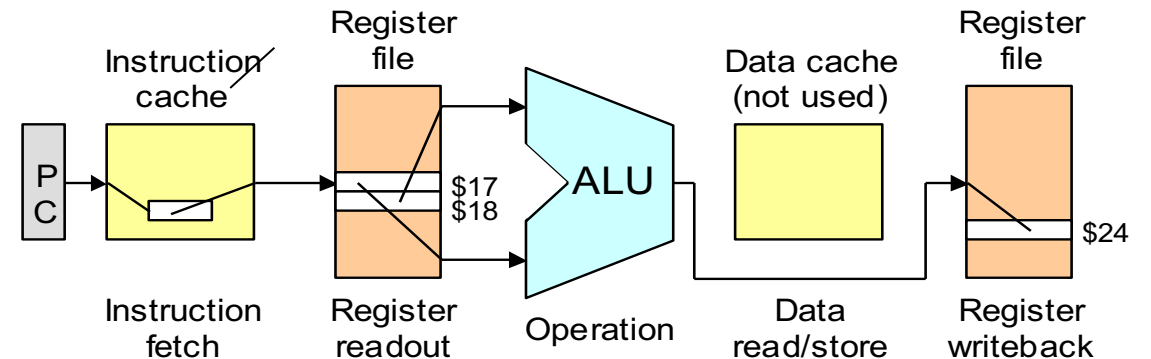 Instruction
cache
Register
file
Data cache
(not used)
Register
file
P
C
$17
$18
ALU
$24
Instruction
fetch
Register
readout
Operation
Data
read/store
Register
writeback